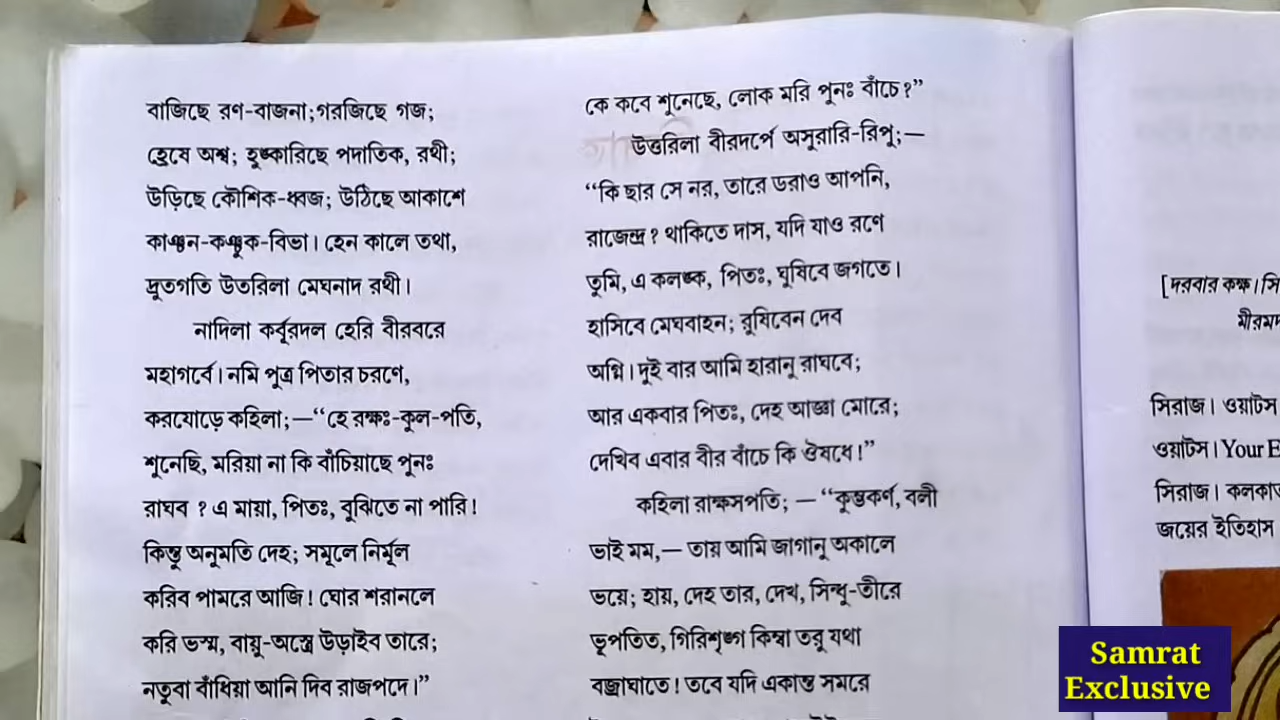 বাজিছে রণ-বাজনা;গরজিছে গজ;
হ্রেষে অশ্ব; হুঙ্কারিছে পদাতিক, রথী;
উড়িছে কৌশিক-ধ্বজ; উঠিছে আকাশে
কাঞ্চন-কঞ্চুক-বিভা। হেন কালে তথা,
দ্রুতগতি উতরিলা মেঘনাদ রথী।
নাদিলা কর্বূরদল হেরি বীরবরে
মহাগর্বে। নমি পুত্র পিতার চরণে,
করযোড়ে কহিলা;—“হে রক্ষঃ-কুল-পতি,
শুনেছি, মরিয়া না কি বাঁচিয়াছে পুনঃ
রাঘব ? এ মায়া, পিতঃ, বুঝিতে না পারি!
কিন্তু অনুমতি দেহ; সমূলে নির্মূল
করিব পামরে আজি! ঘোর শরানলে
করি ভস্ম, বায়ু-অস্ত্রে উড়াইব তারে;
নতুবা বাঁধিয়া আনি দিব রাজপদে।”
কে কবে শুনেছে, লোক মরি পুনঃ বাঁচে?”
উত্তরিলা বীরদর্পে অসুরারি-রিপু;—
“কি ছার সে নর, তারে ডরাও আপনি,
রাজেন্দ্র? থাকিতে দাস, যদি যাও রণে
তুমি, এ কলঙ্ক, পিতঃ, ঘুষিবে জগতে।
হাসিবে মেঘবাহন; রুষিবেন দেব
অগ্নি। দুই বার আমি হারানু রাঘবে;
আর একবার পিতঃ, দেহ আজ্ঞা মোরে;
দেখিব এবার বীর বাঁচে কি ঔষধে!”
কহিলা রাক্ষসপতি; — “কুম্ভকর্ণ, বলী
ভাই মম,— তায় আমি জাগানু অকালে
ভয়ে; হায়, দেহ তার, দেখ, সিন্ধু-তীরে
ভূপতিত, গিরিশৃঙ্গ কিম্বা তরু যথা
বজ্রাঘাতে! তবে যদি একান্ত সমরে
[দরবার কক্ষ। সি
মীরমদ
সিরাজ। ওয়াটস
ওয়াটস। Your E
সিরাজ। কলকাত
জয়ের ইতিহাস
Samrat
Exclusive